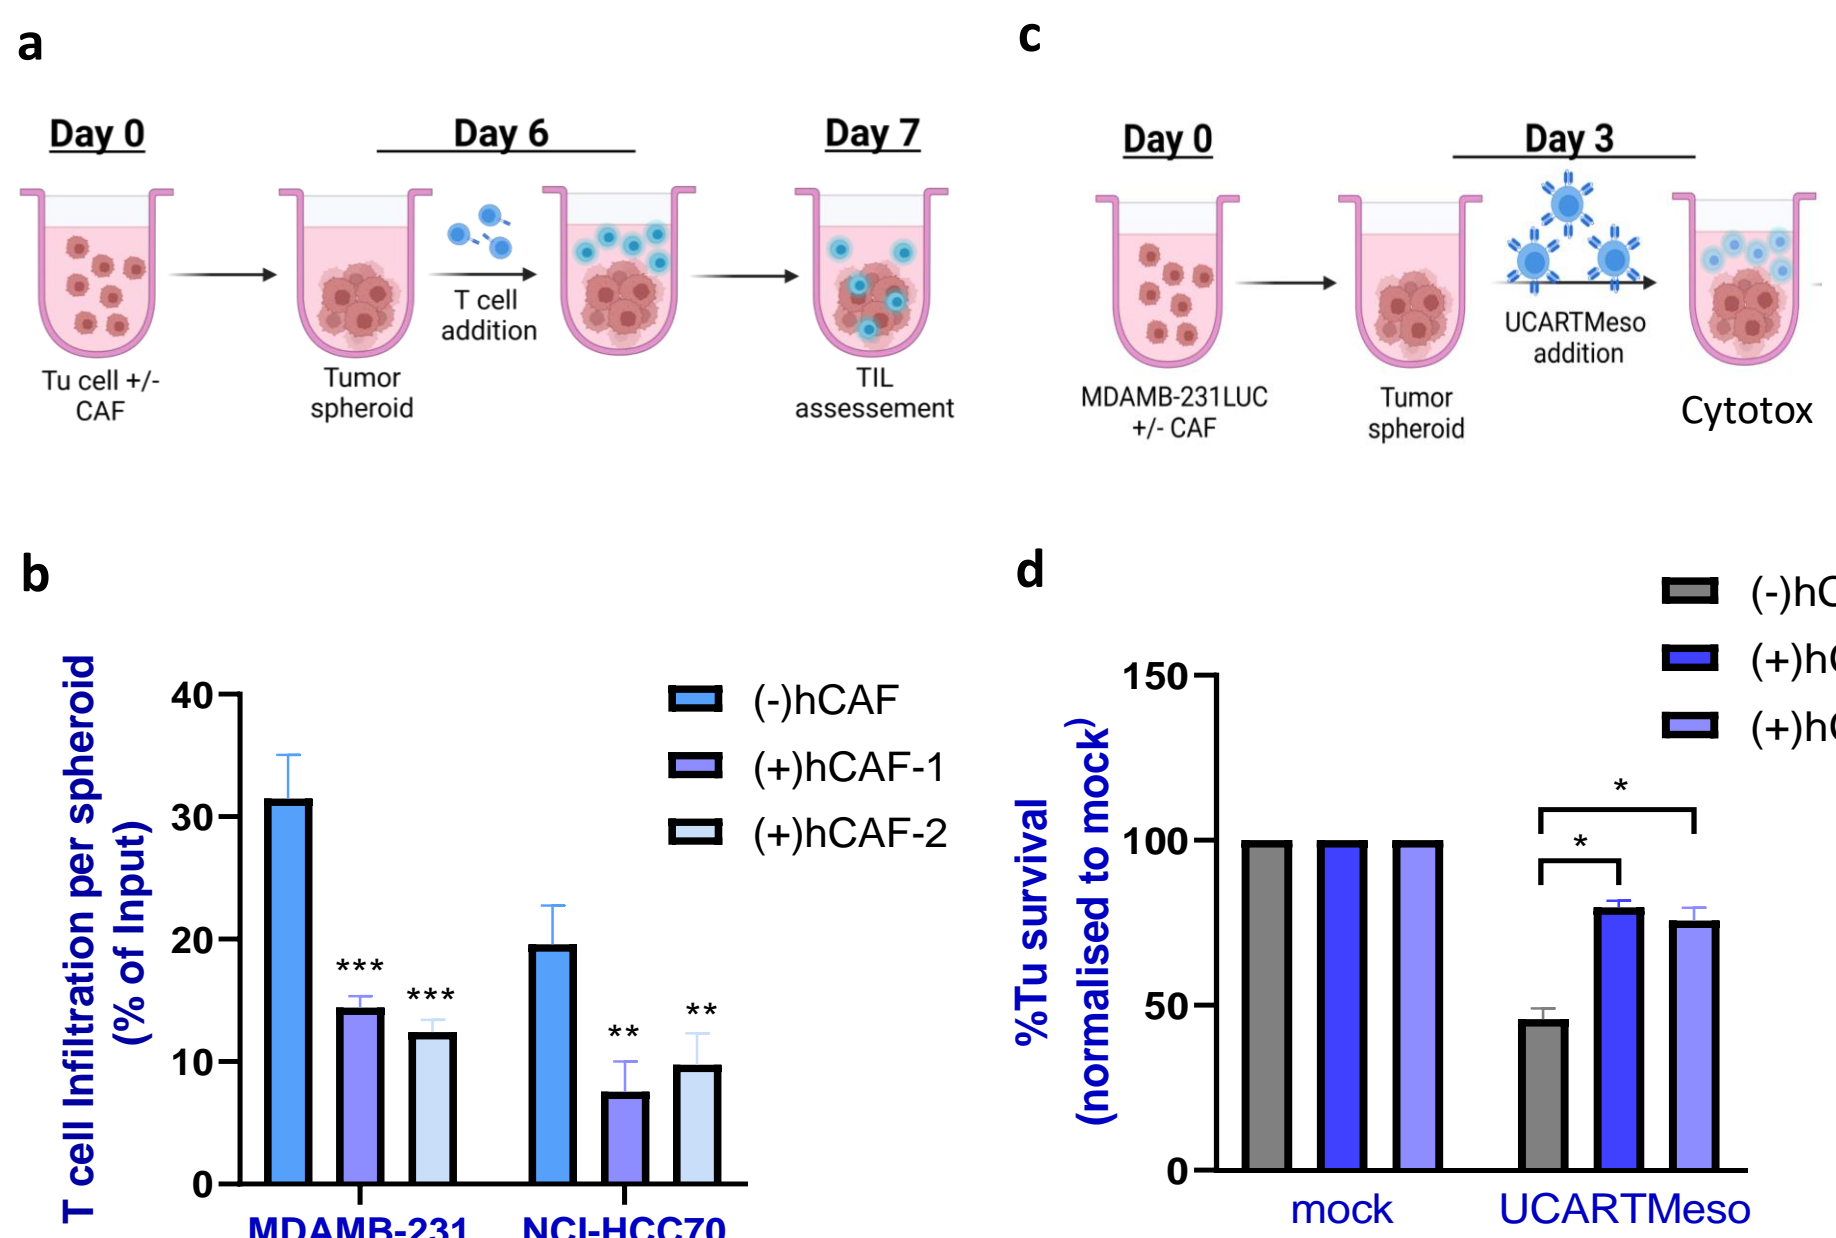 a
Day 0
Day 6
Day 7
T cell
addition
Tu cell +/-
CAF
Tumor
spheroid
TIL
assessement
c
Day 0
Day 3
UCARTMeso
addition
MDAMB-231LUC
+/- CAF
Tumor
spheroid
Cytotox
b
T cell Infiltration per spheroid
(% of Input)
40
30
20
10
0
(-)hCAF
(+)hCAF-1
(+)hCAF-2
***
***
**
**
MDAMB-231
NCI-HCC70
d
%Tu survival
(normalised to mock)
150
100
50
0
(-)hC
(+)hC
(+)hC
*
*
mock
UCARTMeso